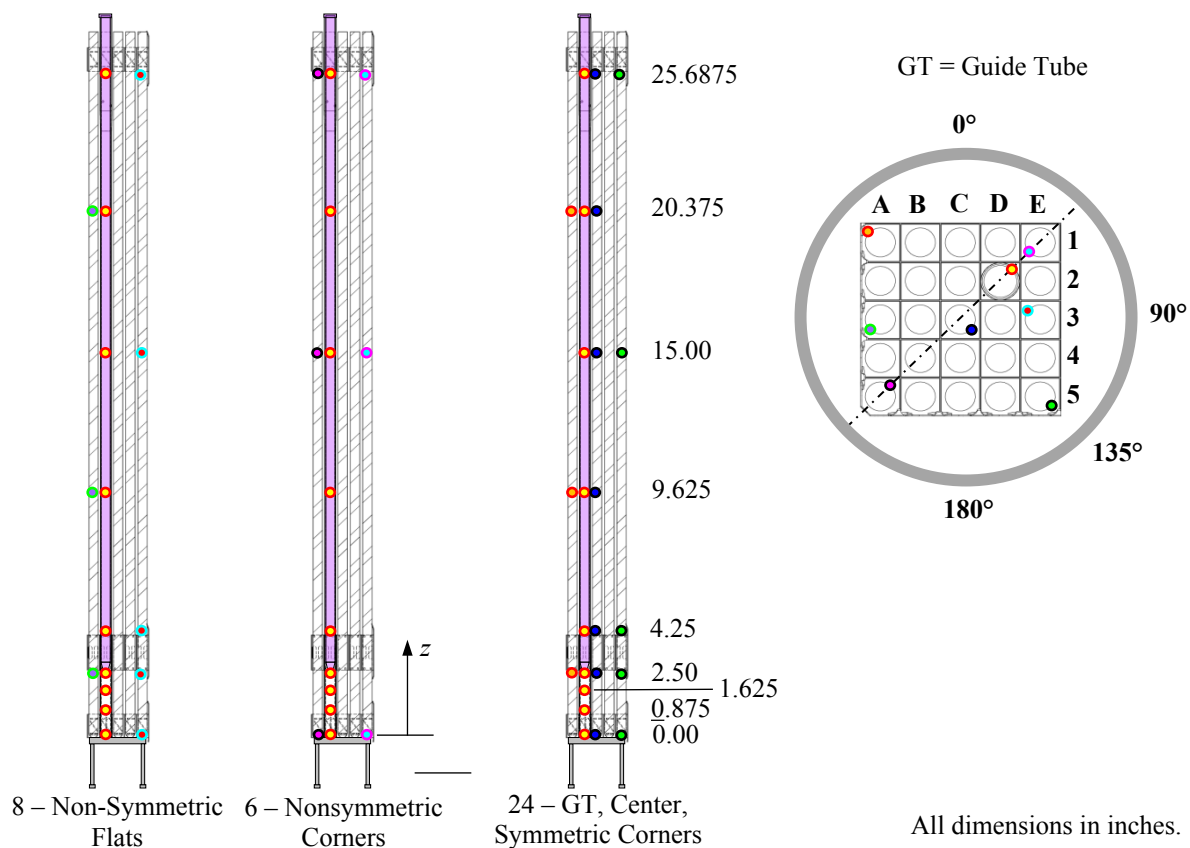 25.6875
20.375
15.00
9.625
4.25
2.50
1.625
0.875
0.00
z
8 – Non-Symmetric
Flats
6 – Nonsymmetric
Corners
24 – GT, Center,
Symmetric Corners
GT = Guide Tube
0°
A B C D E
1
2
3
4
5
90°
135°
180°
All dimensions in inches.